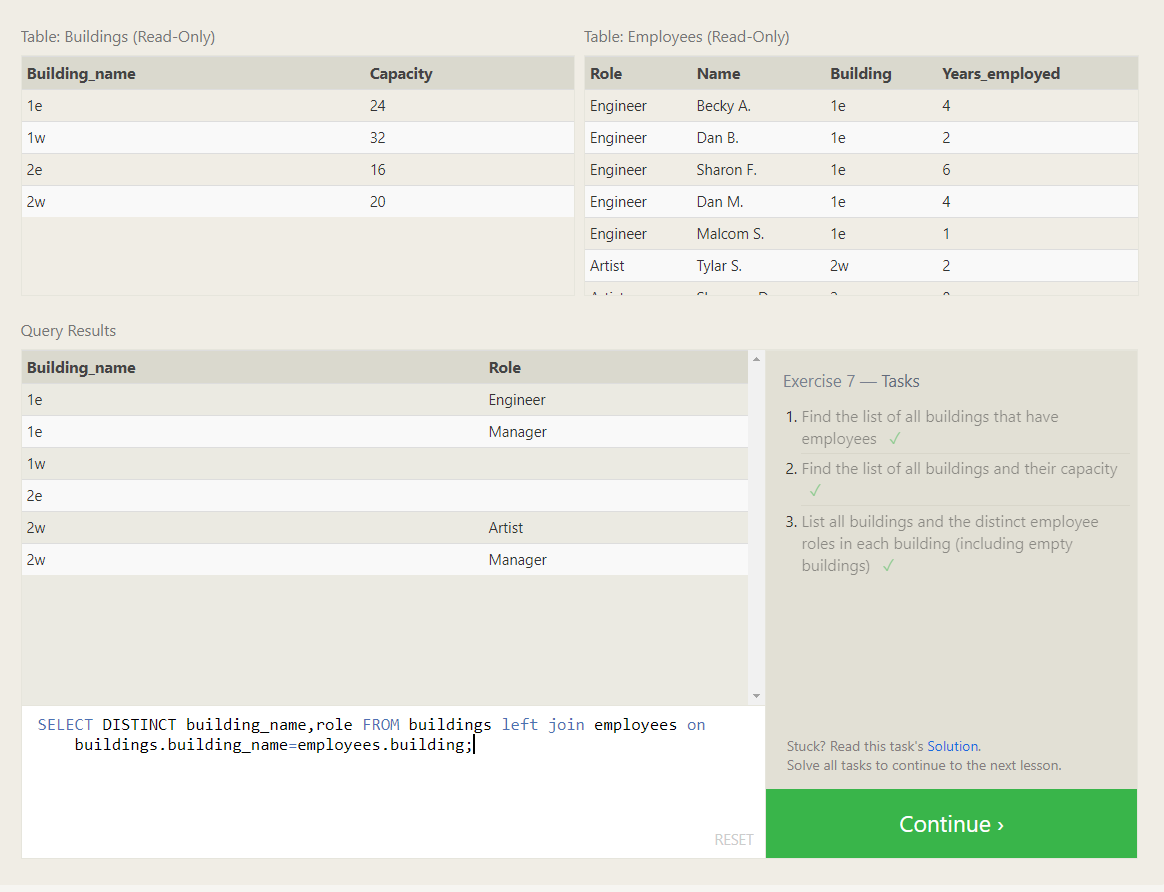 Table: Buildings (Read-Only)
Building_name Capacity
1e 24
1w 32
2e 16
2w 20
Table: Employees (Read-Only)
Role Name Building Years_employed
Engineer Becky A. 1e 4
Engineer Dan B. 1e 2
Engineer Sharon F. 1e 6
Engineer Dan M. 1e 4
Engineer Malcom S. 1e 1
Artist Tylar S. 2w 2
Query Results
Building_name Role
1e Engineer
1e Manager
1w
2e
2w Artist
2w Manager
SELECT DISTINCT building_name,role FROM buildings left join employees on
buildings.building_name=employees.building;
RESET
Exercise 7 — Tasks
1. Find the list of all buildings that have
employees ✓
2. Find the list of all buildings and their capacity
✓
3. List all buildings and the distinct employee
roles in each building (including empty
buildings) ✓
Stuck? Read this task's Solution.
Solve all tasks to continue to the next lesson.
Continue ›